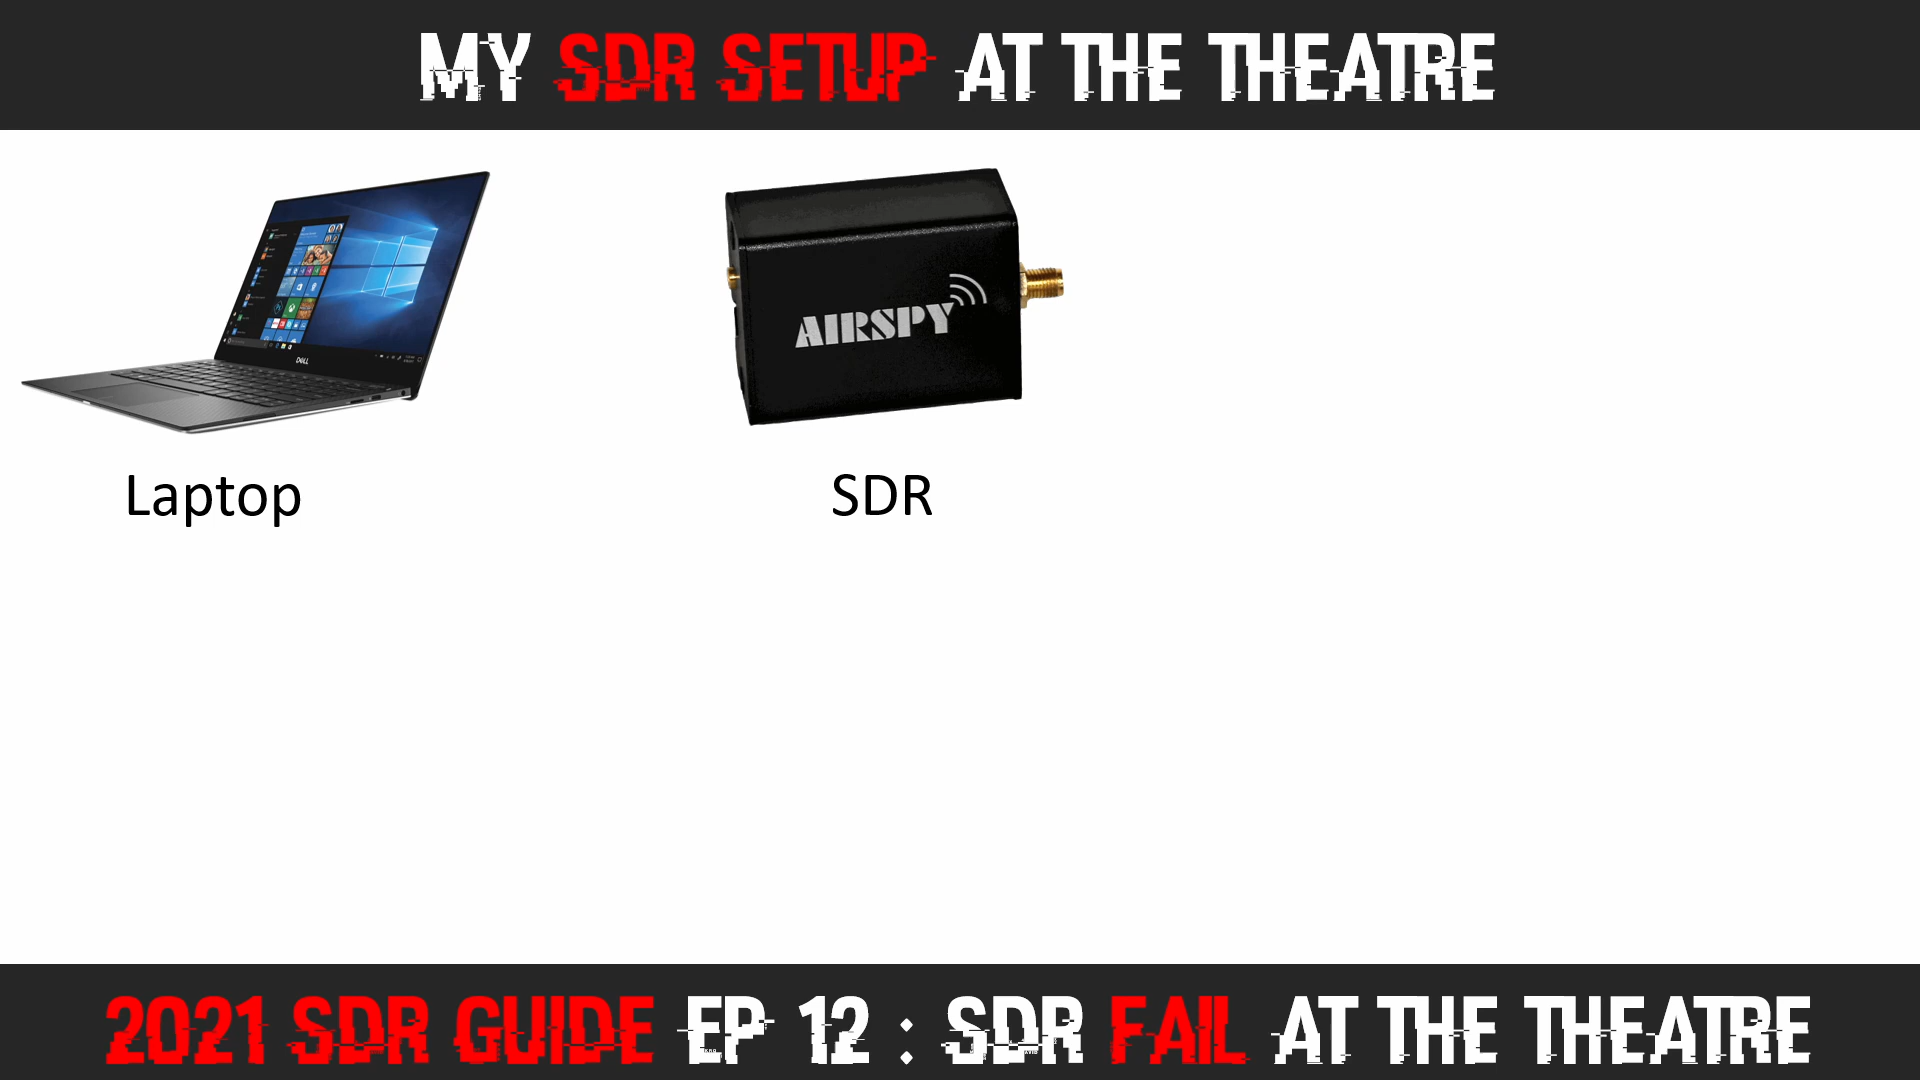 MY SDR SETUP AT THE THEATRE
DELL
AIRSPY
Laptop
SDR
2021 SDR GUIDE EP 12 : SDR FAIL AT THE THEATRE